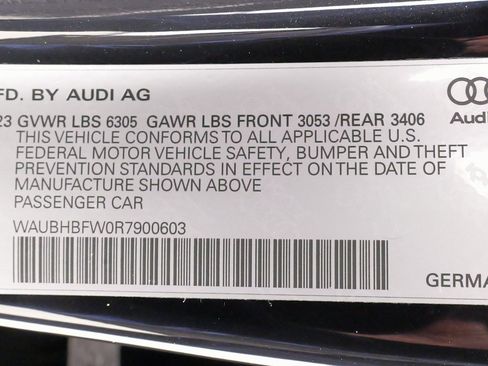 FD. BY AUDI AG
23 GVWR LBS 6305 GAWR LBS FRONT 3053 /REAR 3406
THIS VEHICLE CONFORMS TO ALL APPLICABLE U.S.
FEDERAL MOTOR VEHICLE SAFETY, BUMPER AND THEFT
PREVENTION STANDARDS IN EFFECT ON THE DATE OF
MANUFACTURE SHOWN ABOVE
PASSENGER CAR
WAUBHBFW0R7900603
Audi
GERMA